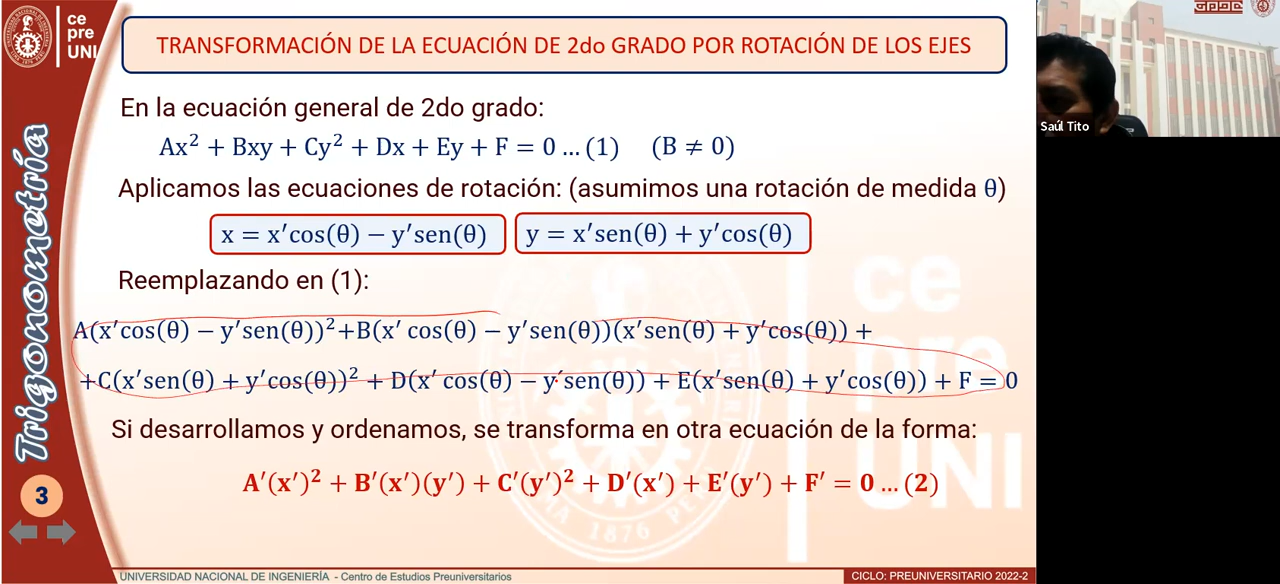 ce
pre
UNI
TRANSFORMACIÓN DE LA ECUACIÓN DE 2do GRADO POR ROTACIÓN DE LOS EJES
En la ecuación general de 2do grado:
Ax² + Bxy + Cy² + Dx + Ey + F = 0 … (1) (B ≠ 0)
Aplicamos las ecuaciones de rotación: (asumimos una rotación de medida θ)
x = x′cos(θ) − y′sen(θ) y = x′sen(θ) + y′cos(θ)
Reemplazando en (1):
A(x′cos(θ) − y′sen(θ))²+B(x′ cos(θ) − y′sen(θ))(x′sen(θ) + y′cos(θ)) +
+C(x′sen(θ) + y′cos(θ))² + D(x′ cos(θ) − y′sen(θ)) + E(x′sen(θ) + y′cos(θ)) + F = 0
Si desarrollamos y ordenamos, se transforma en otra ecuación de la forma:
A′(x′)² + B′(x′)(y′) + C′(y′)² + D′(x′) + E′(y′) + F′ = 0 … (2)
Trigonometría
3
ce
pre
UNI
1876
UNIVERSIDAD NACIONAL DE INGENIERÍA - Centro de Estudios Preuniversitarios
CICLO: PREUNIVERSITARIO 2022-2
Saúl Tito